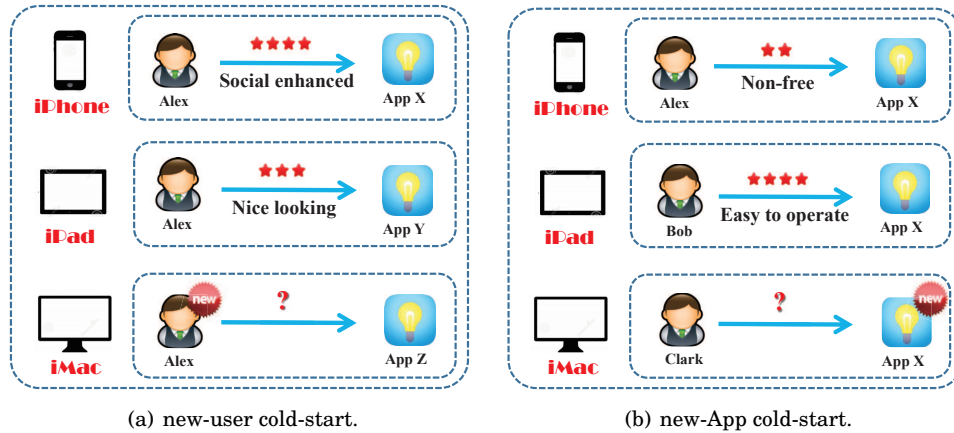 Social enhanced
Alex
App X
iPhone
Nice looking
Alex
App Y
iPad
new
?
Alex
App Z
iMac
(a) new-user cold-start.
Non-free
Alex
App X
iPhone
Easy to operate
Bob
App X
iPad
?
new
Clark
App X
iMac
(b) new-App cold-start.